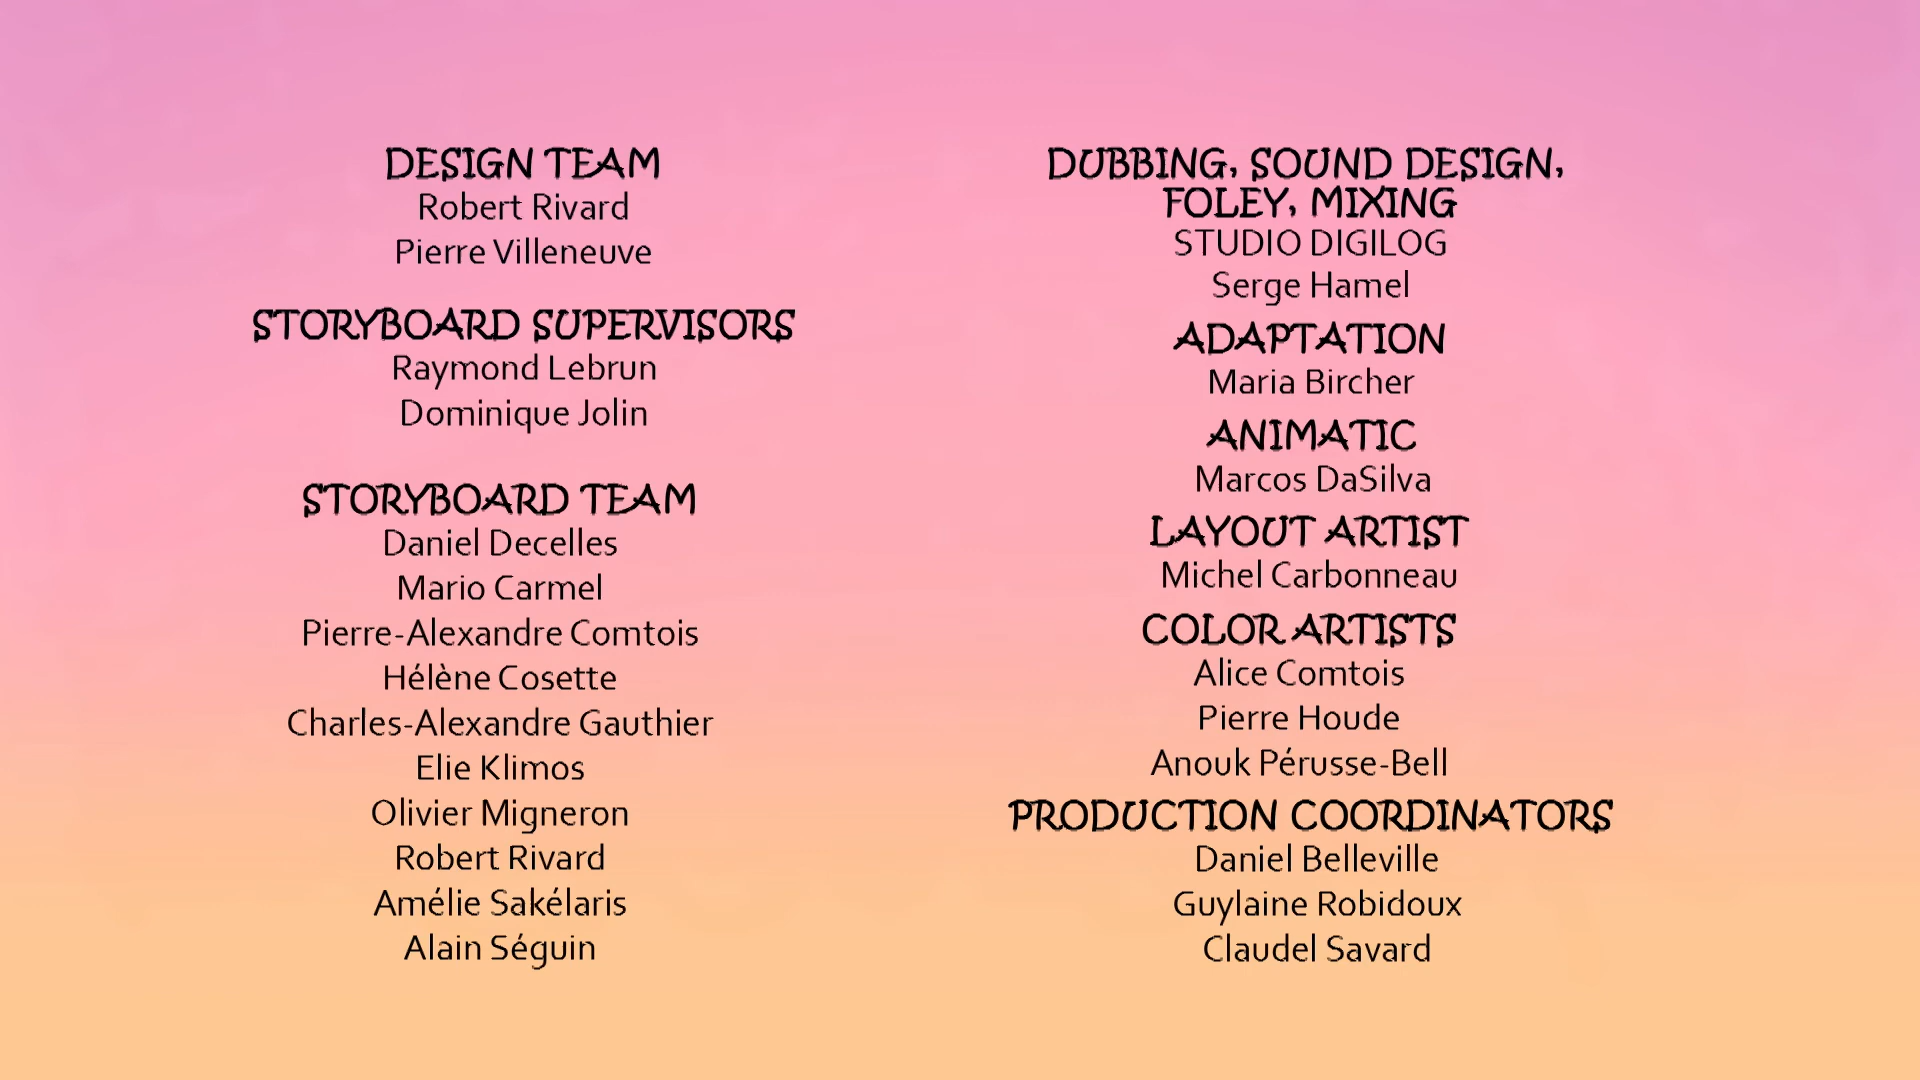 DESIGN TEAM
Robert Rivard
Pierre Villeneuve
STORYBOARD SUPERVISORS
Raymond Lebrun
Dominique Jolin
STORYBOARD TEAM
Daniel Decelles
Mario Carmel
Pierre-Alexandre Comtois
Hélène Cosette
Charles-Alexandre Gauthier
Elie Klimos
Olivier Migneron
Robert Rivard
Amélie Sakélaris
Alain Séguin
DUBBING, SOUND DESIGN,
FOLEY, MIXING
STUDIO DIGILOG
Serge Hamel
ADAPTATION
Maria Bircher
ANIMATIC
Marcos DaSilva
LAYOUT ARTIST
Michel Carbonneau
COLOR ARTISTS
Alice Comtois
Pierre Houde
Anouk Pérusse-Bell
PRODUCTION COORDINATORS
Daniel Belleville
Guylaine Robidoux
Claudel Savard